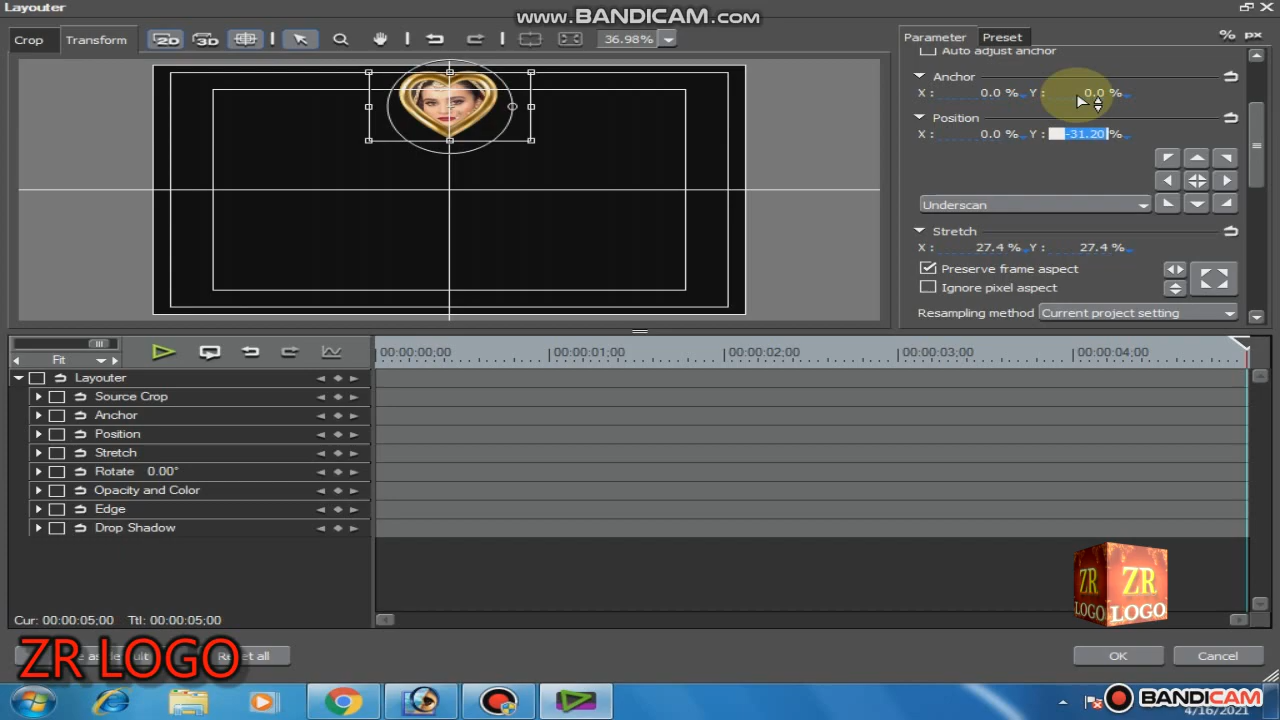 Layouter
www.BANDICAM.com
Crop
Transform
2D
3D
36.98%
Parameter
Preset
% px
Auto adjust anchor
Anchor
X : 0.0 % Y : 0.0 %
Position
X : 0.0 % Y : -31.20 %
Underscan
Stretch
X : 27.4 % Y : 27.4 %
Preserve frame aspect
Ignore pixel aspect
Resampling method Current project setting
Fit
00:00:00;00 00:00:01;00 00:00:02;00 00:00:03;00 00:00:04;00
Layouter
Source Crop
Anchor
Position
Stretch
Rotate 0.00°
Opacity and Color
Edge
Drop Shadow
ZR
ZR
LOGO
LOGO
Cur: 00:00:05;00 Ttl: 00:00:05;00
ZR LOGO
OK
Cancel
BANDICAM
4/16/2021